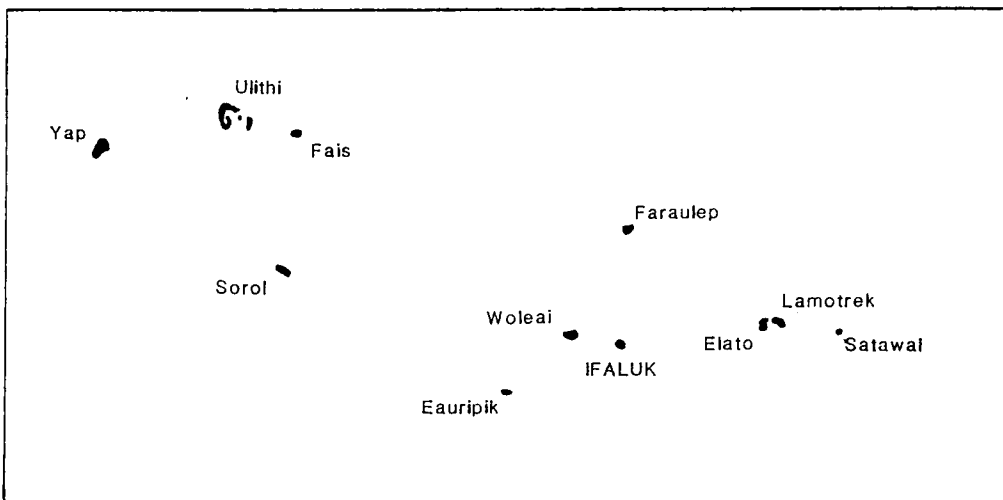 Ulithi
Yap
Fais
Faraulep
Sorol
Lamotrek
Woleai
Elato
Satawal
IFALUK
Eauripik